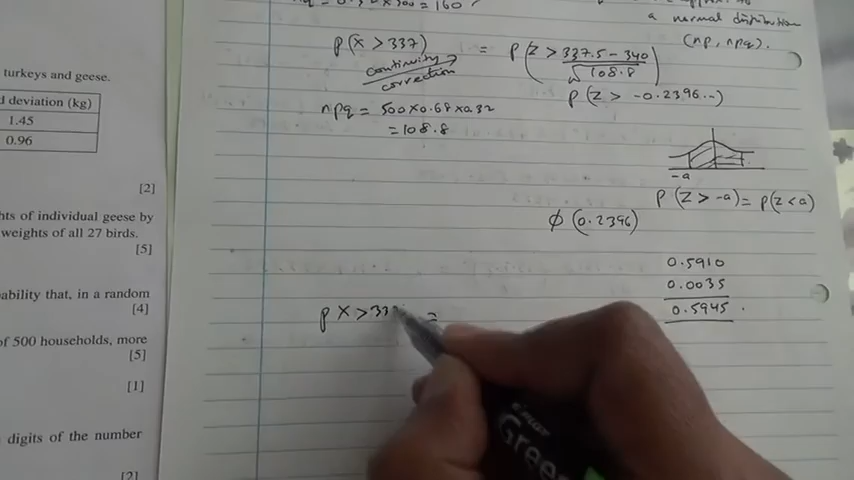 a normal distribution
(np, npq).
P(X > 337) = P(Z > 337.5 - 340
√108.8)
continuity
correction
P(Z > -0.2396..)
npq = 500 x 0.68 x 0.32
= 108.8
-a
P(Z > -a) = P(Z < a)
Φ(0.2396)
0.5910
0.0035
0.5945
P X > 33
=
turkeys and geese.
d deviation (kg)
1.45
0.96
[2]
hts of individual geese by
weights of all 27 birds.
[5]
ability that, in a random
[4]
of 500 households, more
[5]
[1]
digits of the number
[2]
PILOT
Gree